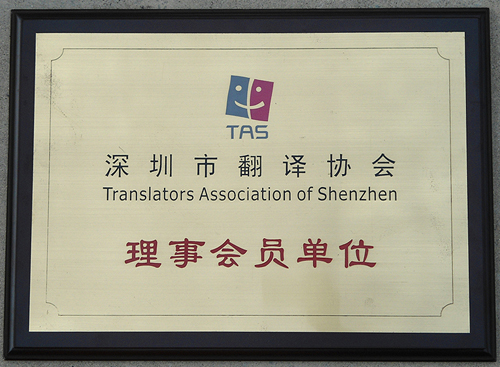 TAS
深圳市翻译协会
Translators Association of Shenzhen
理事会员单位